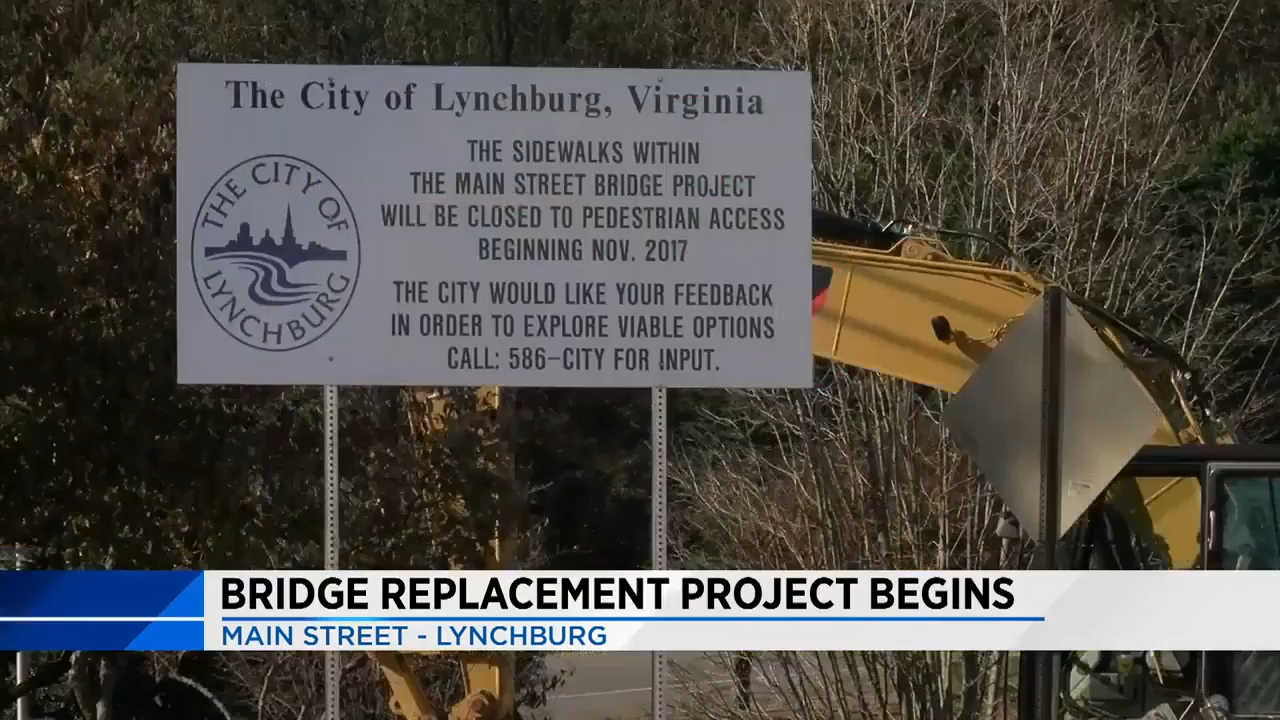 The City of Lynchburg, Virginia
THE SIDEWALKS WITHIN
THE MAIN STREET BRIDGE PROJECT
WILL BE CLOSED TO PEDESTRIAN ACCESS
BEGINNING NOV. 2017
THE CITY OF
LYNCHBURG
THE CITY WOULD LIKE YOUR FEEDBACK
IN ORDER TO EXPLORE VIABLE OPTIONS
CALL: 586-CITY FOR INPUT.
BRIDGE REPLACEMENT PROJECT BEGINS
MAIN STREET - LYNCHBURG